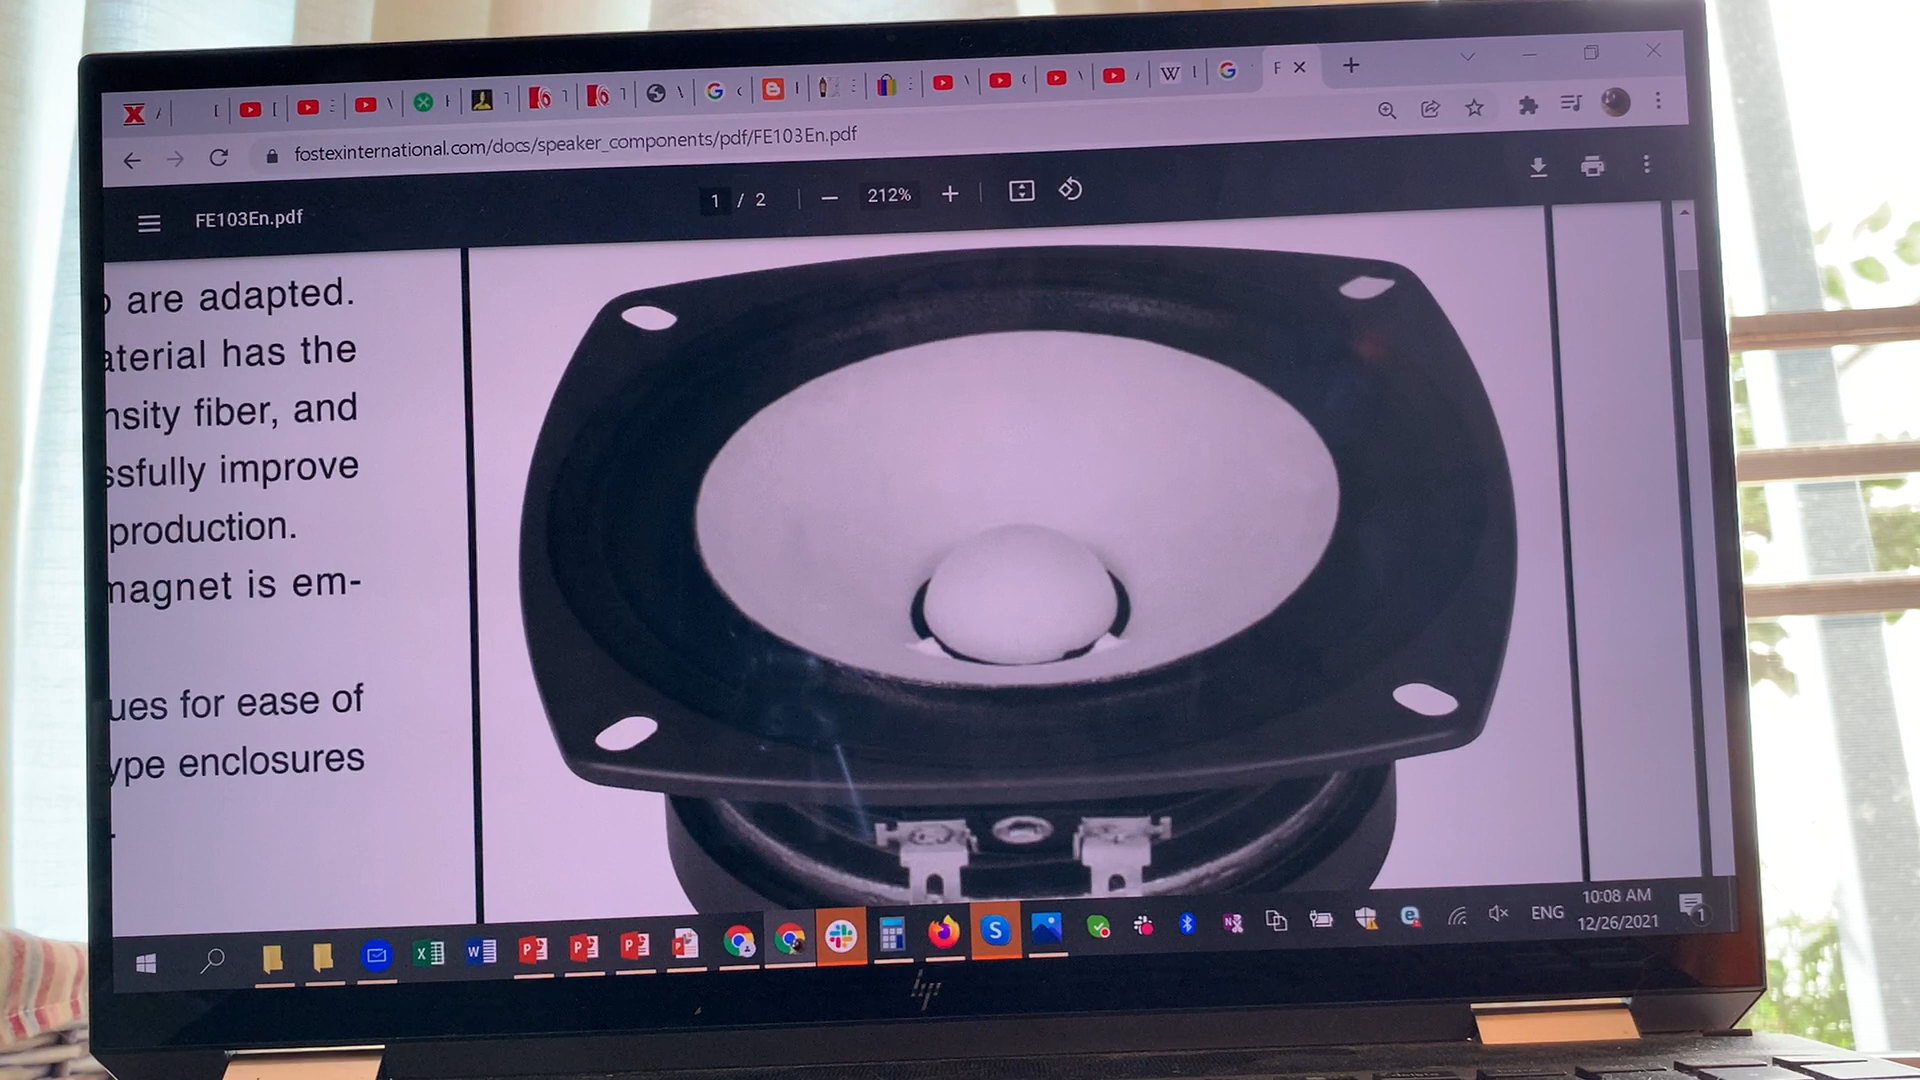 F
fostexinternational.com/docs/speaker_components/pdf/FE103En.pdf
FE103En.pdf
1 / 2
212%
are adapted.
aterial has the
nsity fiber, and
ssfully improve
production.
magnet is em-
ues for ease of
ype enclosures
10:08 AM
ENG
12/26/2021
1
hp